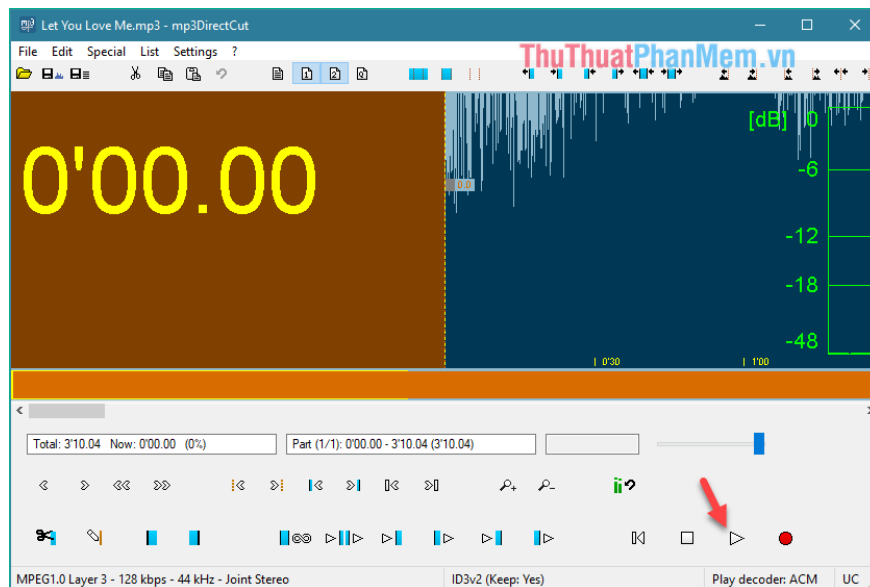 Let You Love Me.mp3 - mp3DirectCut
File Edit Special List Settings ?
ThuThuatPhanMem.vn
[dB] 0
0'00.00
0.0
-6
-12
-18
-48
0'30 1'00
Total: 3'10.04 Now: 0'00.00 (0%)
Part (1/1): 0'00.00 - 3'10.04 (3'10.04)
MPEG1.0 Layer 3 - 128 kbps - 44 kHz - Joint Stereo
ID3v2 (Keep: Yes)
Play decoder: ACM
UC